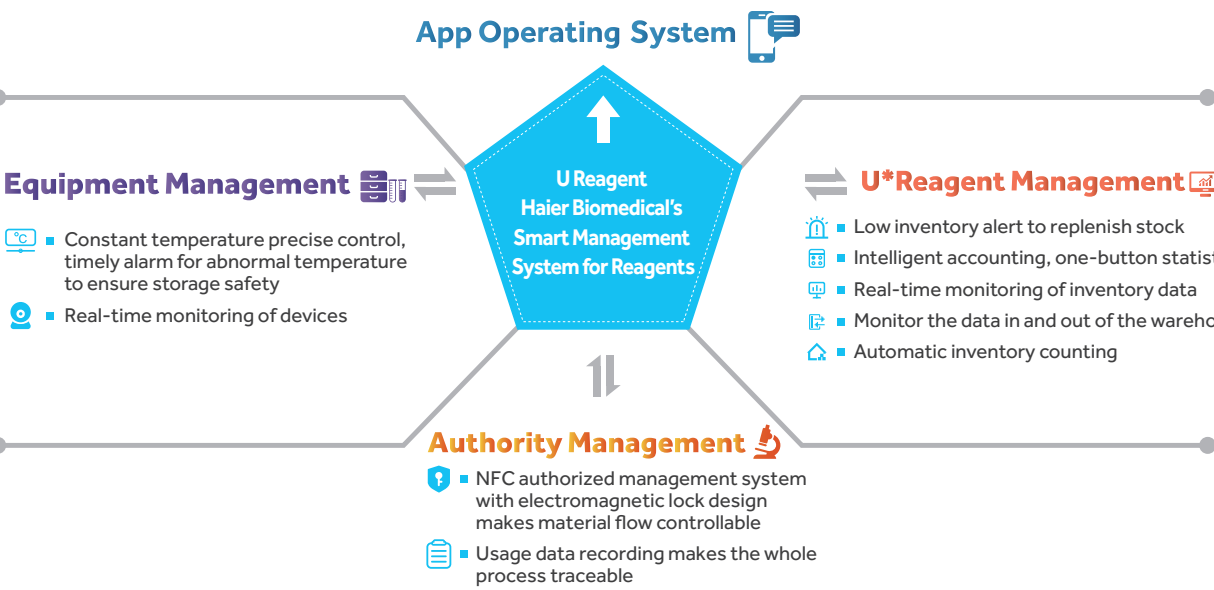 App Operating System
U Reagent
Haier Biomedical's
Smart Management
System for Reagents
Equipment Management
°C
Constant temperature precise control,
timely alarm for abnormal temperature
to ensure storage safety
Real-time monitoring of devices
U*Reagent Management
Low inventory alert to replenish stock
Intelligent accounting, one-button
Real-time monitoring of inventory data
Monitor the data in and out of the
Automatic inventory counting
Authority Management
NFC authorized management system
with electromagnetic lock design
makes material flow controllable
Usage data recording makes the whole
process traceable